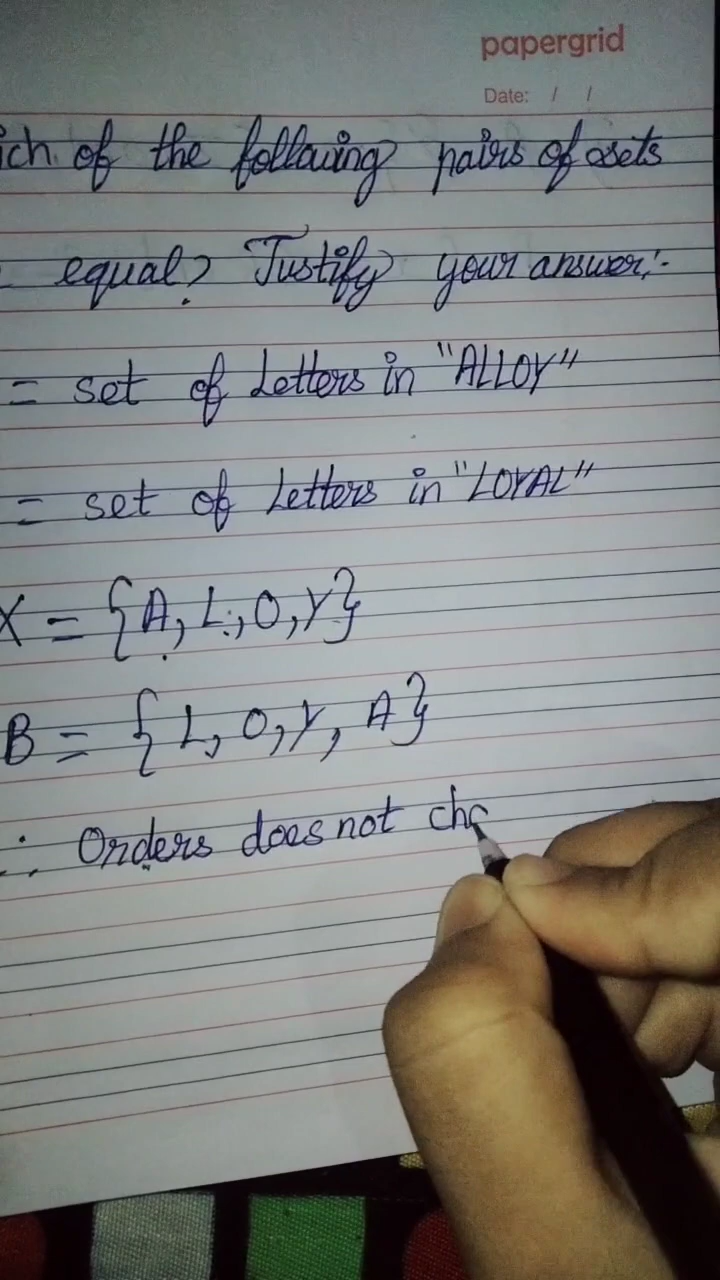 papergrid
Date: / /
ich of the following pairs of sets
equal? Justify your answer:-
= set of Letters in "ALLOY"
= set of Letters in "LOYAL"
X = {A, L, O, Y}
B = {L, O, Y, A}
∴ Orders does not cha